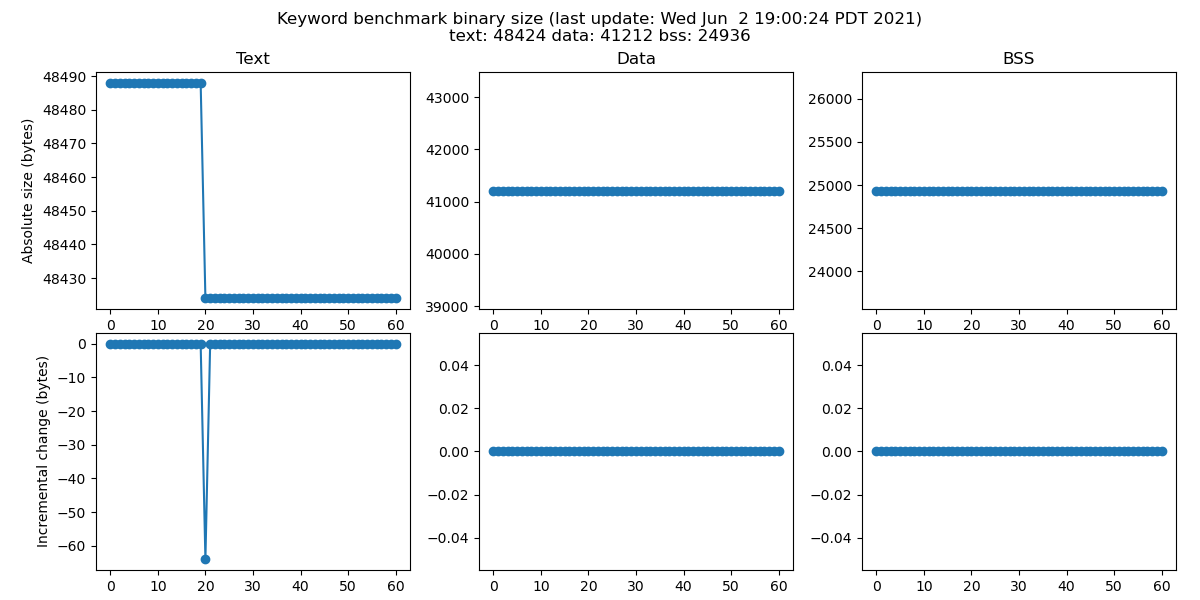 Keyword benchmark binary size (last update: Wed Jun  2 19:00:24 PDT 2021)
text: 48424 data: 41212 bss: 24936
Text
Data
BSS
Absolute size (bytes)
48490
48480
48470
48460
48450
48440
48430
0 10 20 30 40 50 60
43000
42000
41000
40000
39000
0 10 20 30 40 50 60
26000
25500
25000
24500
24000
0 10 20 30 40 50 60
Incremental change (bytes)
0
−10
−20
−30
−40
−50
−60
0 10 20 30 40 50 60
0.04
0.02
0.00
−0.02
−0.04
0 10 20 30 40 50 60
0.04
0.02
0.00
−0.02
−0.04
0 10 20 30 40 50 60